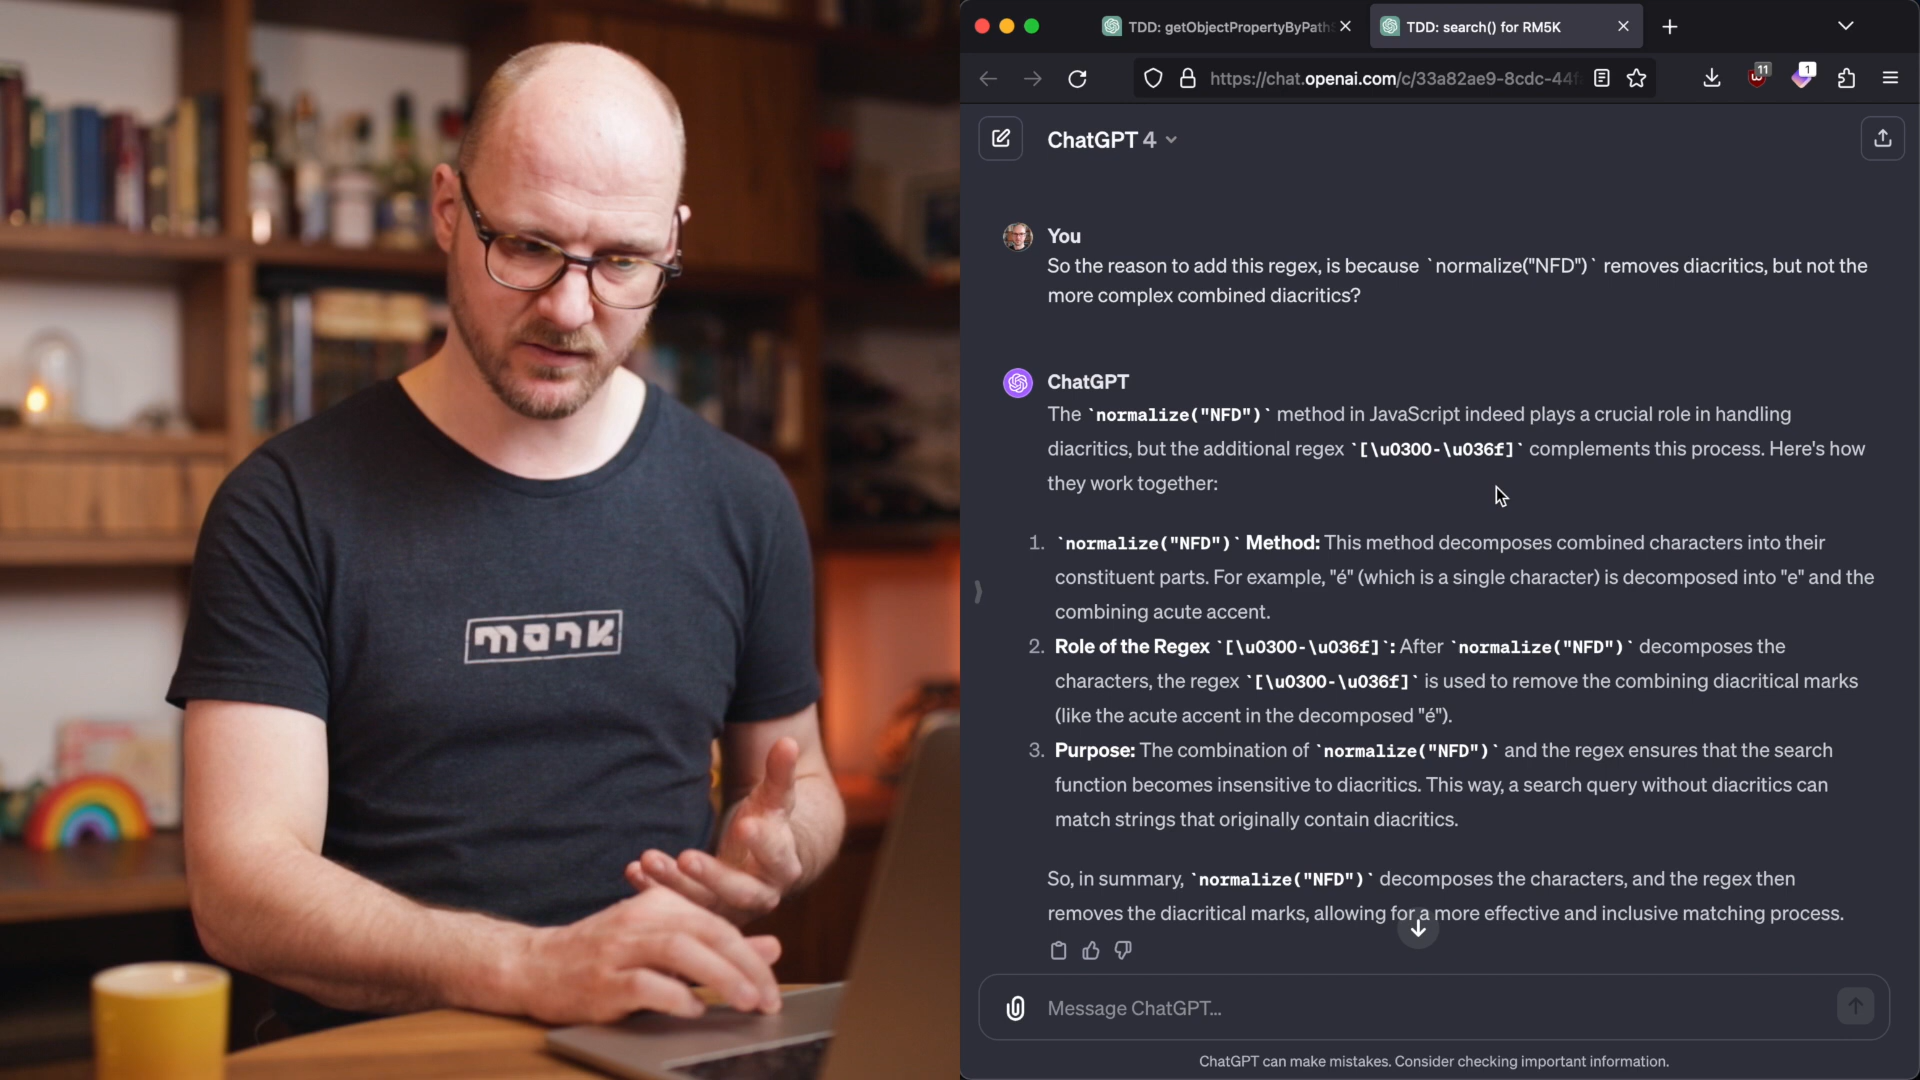 monk
TDD: getObjectPropertyByPath
TDD: search() for RM5K
https://chat.openai.com/c/33a82ae9-8cdc-44f
11
1
ChatGPT 4
You
So the reason to add this regex, is because `normalize("NFD")` removes diacritics, but not the
more complex combined diacritics?
ChatGPT
The `normalize("NFD")` method in JavaScript indeed plays a crucial role in handling
diacritics, but the additional regex `[\u0300-\u036f]` complements this process. Here's how
they work together:
1. `normalize("NFD")` Method: This method decomposes combined characters into their
constituent parts. For example, "é" (which is a single character) is decomposed into "e" and the
combining acute accent.
2. Role of the Regex `[\u0300-\u036f]`: After `normalize("NFD")` decomposes the
characters, the regex `[\u0300-\u036f]` is used to remove the combining diacritical marks
(like the acute accent in the decomposed "é").
3. Purpose: The combination of `normalize("NFD")` and the regex ensures that the search
function becomes insensitive to diacritics. This way, a search query without diacritics can
match strings that originally contain diacritics.
So, in summary, `normalize("NFD")` decomposes the characters, and the regex then
removes the diacritical marks, allowing for a more effective and inclusive matching process.
Message ChatGPT...
ChatGPT can make mistakes. Consider checking important information.